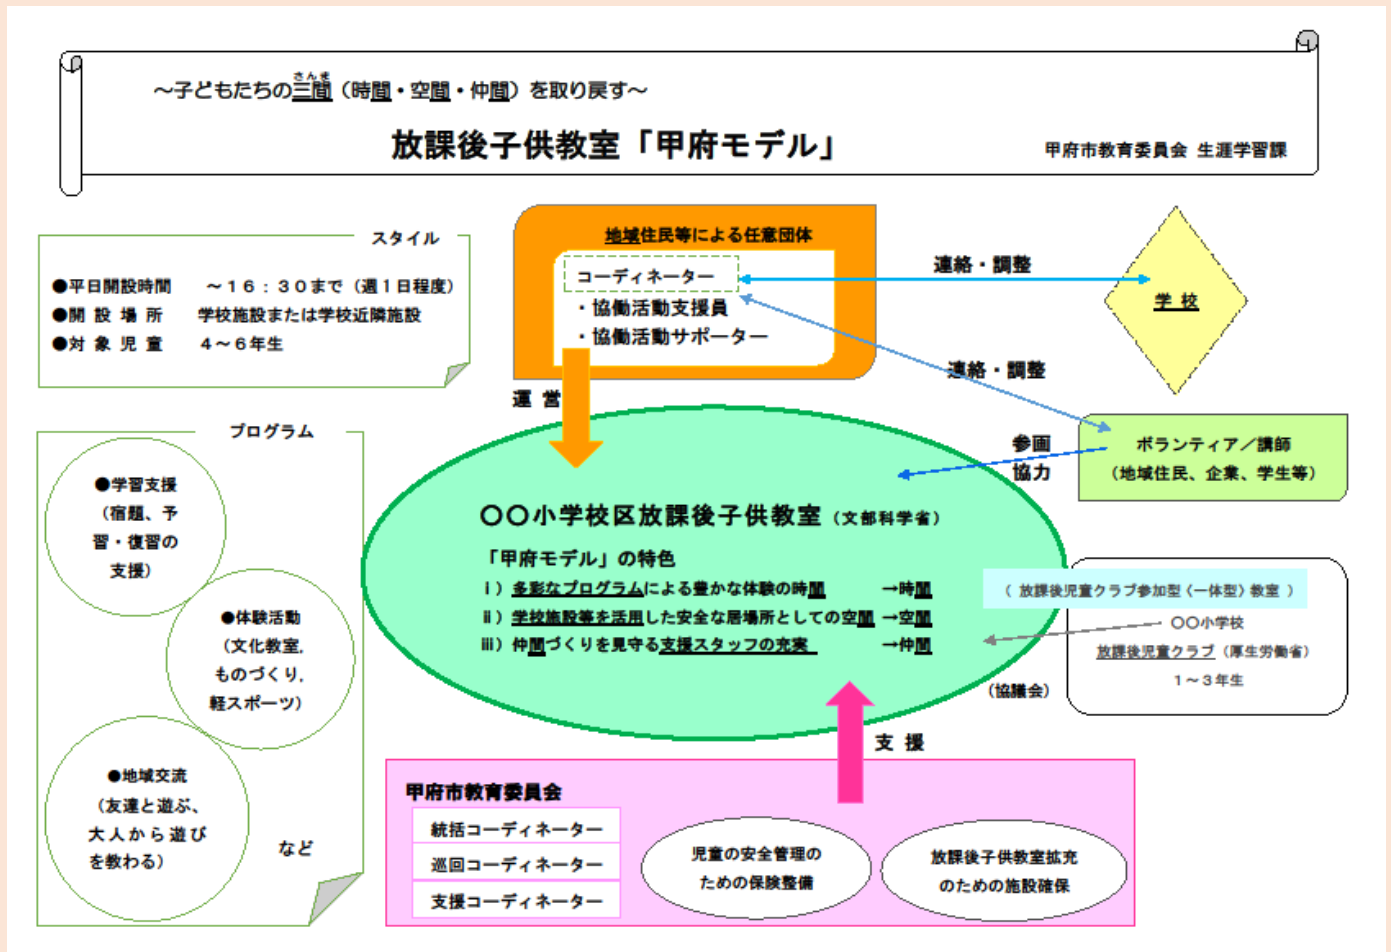 ～子どもたちの三間（時間・空間・仲間）を取り戻す～
さんま
放課後子供教室「甲府モデル」
甲府市教育委員会 生涯学習課
スタイル
●平日開設時間　～１６：３０まで（週１日程度）
●開 設 場 所　学校施設または学校近隣施設
●対 象 児 童　４～６年生
地域住民等による任意団体
コーディネーター
・協働活動支援員
・協働活動サポーター
連絡・調整
学校
連絡・調整
運 営
参画
協力
ボランティア／講師
（地域住民、企業、学生等）
プログラム
●学習支援
（宿題、予
習・復習の
支援）
●体験活動
（文化教室,
ものづくり,
軽スポーツ）
●地域交流
（友達と遊ぶ、
大人から遊び
を教わる）
など
〇〇小学校区放課後子供教室（文部科学省）
「甲府モデル」の特色
ⅰ）多彩なプログラムによる豊かな体験の時間　→時間
ⅱ）学校施設等を活用した安全な居場所としての空間 →空間
ⅲ）仲間づくりを見守る支援スタッフの充実　→仲間
（ 放課後児童クラブ参加型〈一体型〉教室 ）
〇〇小学校
放課後児童クラブ（厚生労働省）
１～３年生
（協議会）
支 援
甲府市教育委員会
統括コーディネーター
巡回コーディネーター
支援コーディネーター
児童の安全管理の
ための保険整備
放課後子供教室拡充
のための施設確保